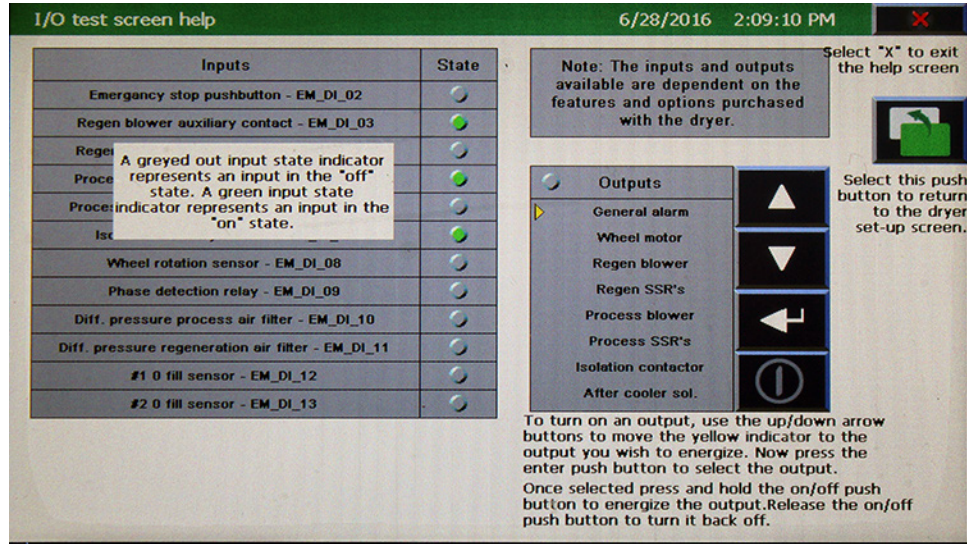 I/O test screen help
6/28/2016 2:09:10 PM
Select "X" to exit
the help screen
Inputs State
Emergancy stop pushbutton - EM_DI_02
Regen blower auxiliary contact - EM_DI_03
Rege
Proce
Proce
Iso
A greyed out input state indicator
represents an input in the "off"
state. A green input state
indicator represents an input in the
"on" state.
Wheel rotation sensor - EM_DI_08
Phase detection relay - EM_DI_09
Diff. pressure process air filter - EM_DI_10
Diff. pressure regeneration air filter - EM_DI_11
#1 0 fill sensor - EM_DI_12
#2 0 fill sensor - EM_DI_13
Note: The inputs and outputs
available are dependent on the
features and options purchased
with the dryer.
Outputs
General alarm
Wheel motor
Regen blower
Regen SSR's
Process blower
Process SSR's
Isolation contactor
After cooler sol.
Select this push
button to return
to the dryer
set-up screen.
To turn on an output, use the up/down arrow
buttons to move the yellow indicator to the
output you wish to energize. Now press the
enter push button to select the output.
Once selected press and hold the on/off push
button to energize the output.Release the on/off
push button to turn it back off.